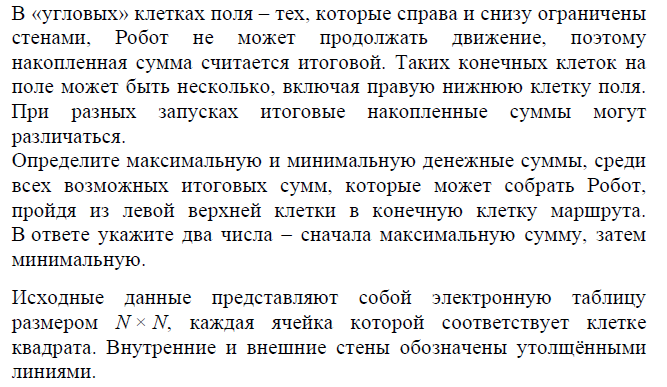 В «угловых» клетках поля – тех, которые справа и снизу ограничены
стенами, Робот не может продолжать движение, поэтому
накопленная сумма считается итоговой. Таких конечных клеток на
поле может быть несколько, включая правую нижнюю клетку поля.
При разных запусках итоговые накопленные суммы могут
различаться.
Определите максимальную и минимальную денежные суммы, среди
всех возможных итоговых сумм, которые может собрать Робот,
пройдя из левой верхней клетки в конечную клетку маршрута.
В ответе укажите два числа – сначала максимальную сумму, затем
минимальную.
Исходные данные представляют собой электронную таблицу
размером N × N, каждая ячейка которой соответствует клетке
квадрата. Внутренние и внешние стены обозначены утолщёнными
линиями.